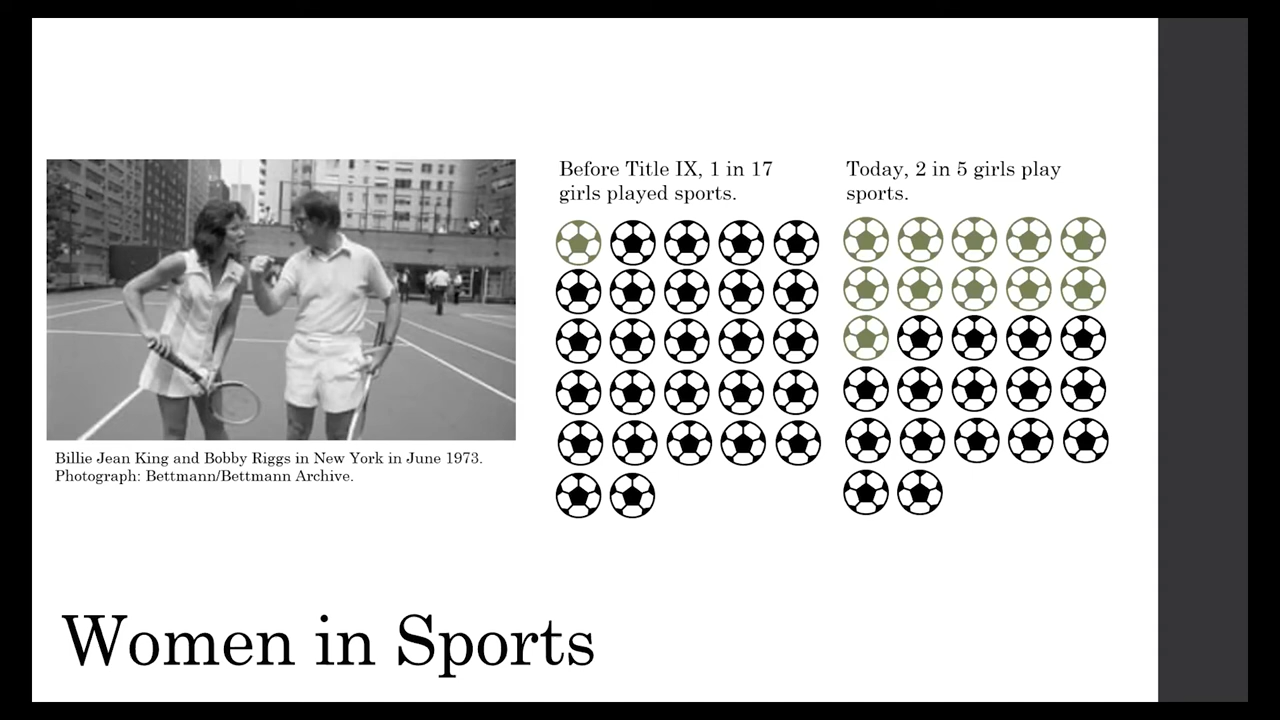 Before Title IX, 1 in 17
girls played sports.
Today, 2 in 5 girls play
sports.
Billie Jean King and Bobby Riggs in New York in June 1973.
Photograph: Bettmann/Bettmann Archive.
Women in Sports